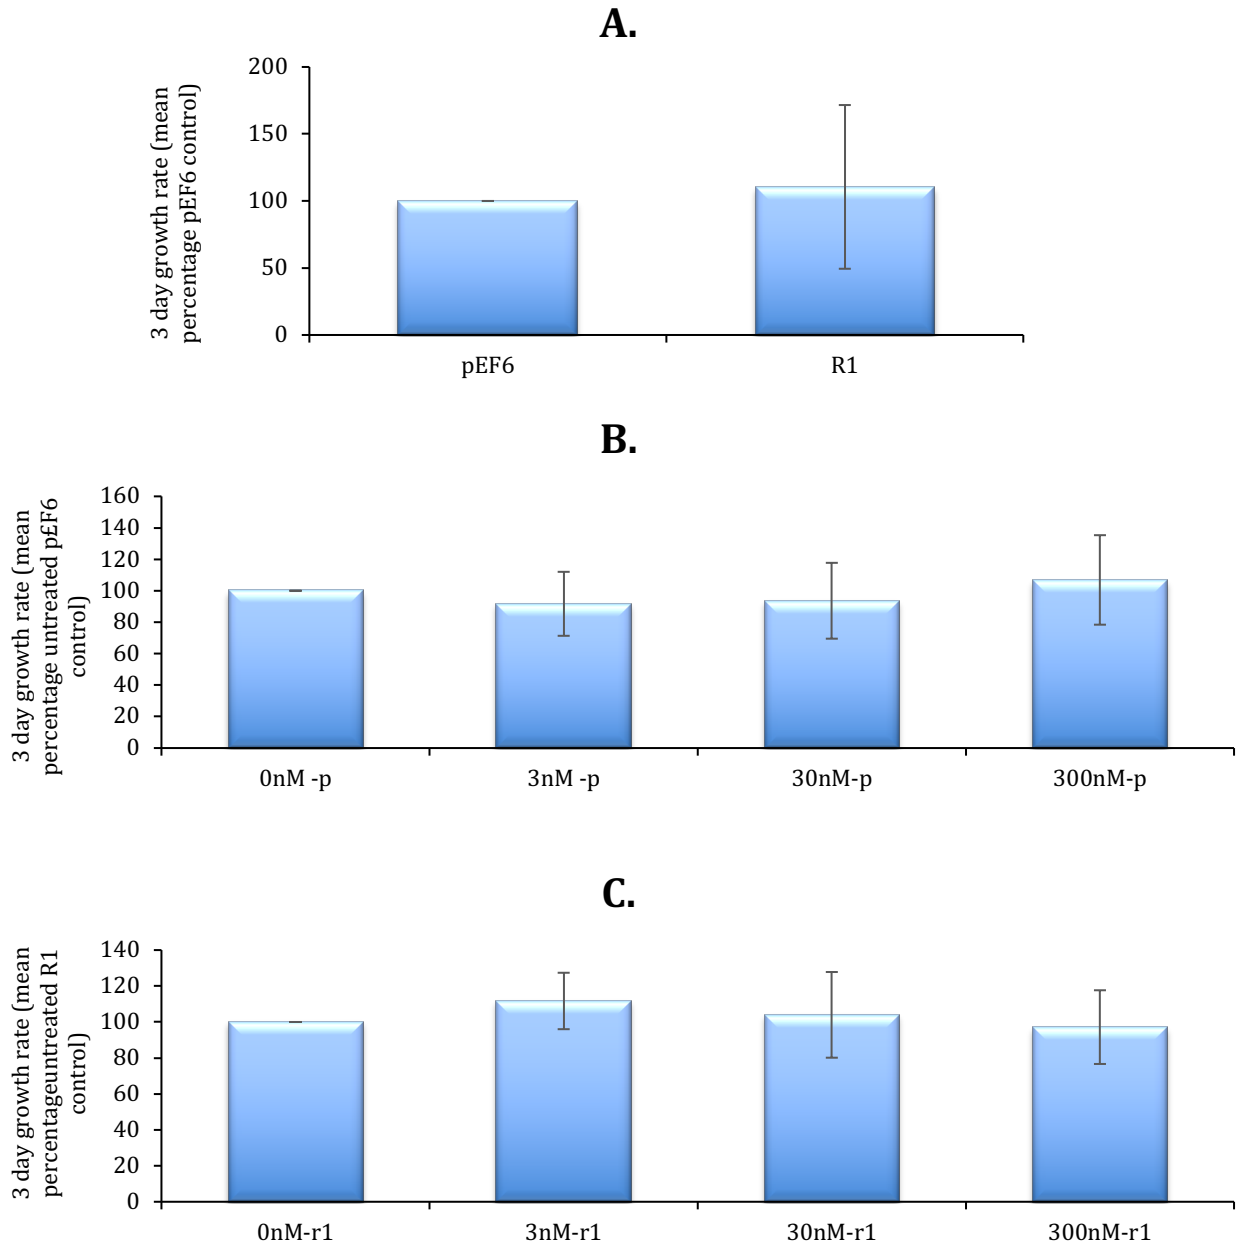 A.
3 day growth rate (mean
percentage pEF6 control)
200
150
100
50
0
pEF6
R1
B.
3 day growth rate (mean
percentage untreated p£F6
control)
160
140
120
100
80
60
40
20
0
0nM -p
3nM -p
30nM-p
300nM-p
C.
3 day growth rate (mean
percentageuntreated R1
control)
140
120
100
80
60
40
20
0
0nM-r1
3nM-r1
30nM-r1
300nM-r1